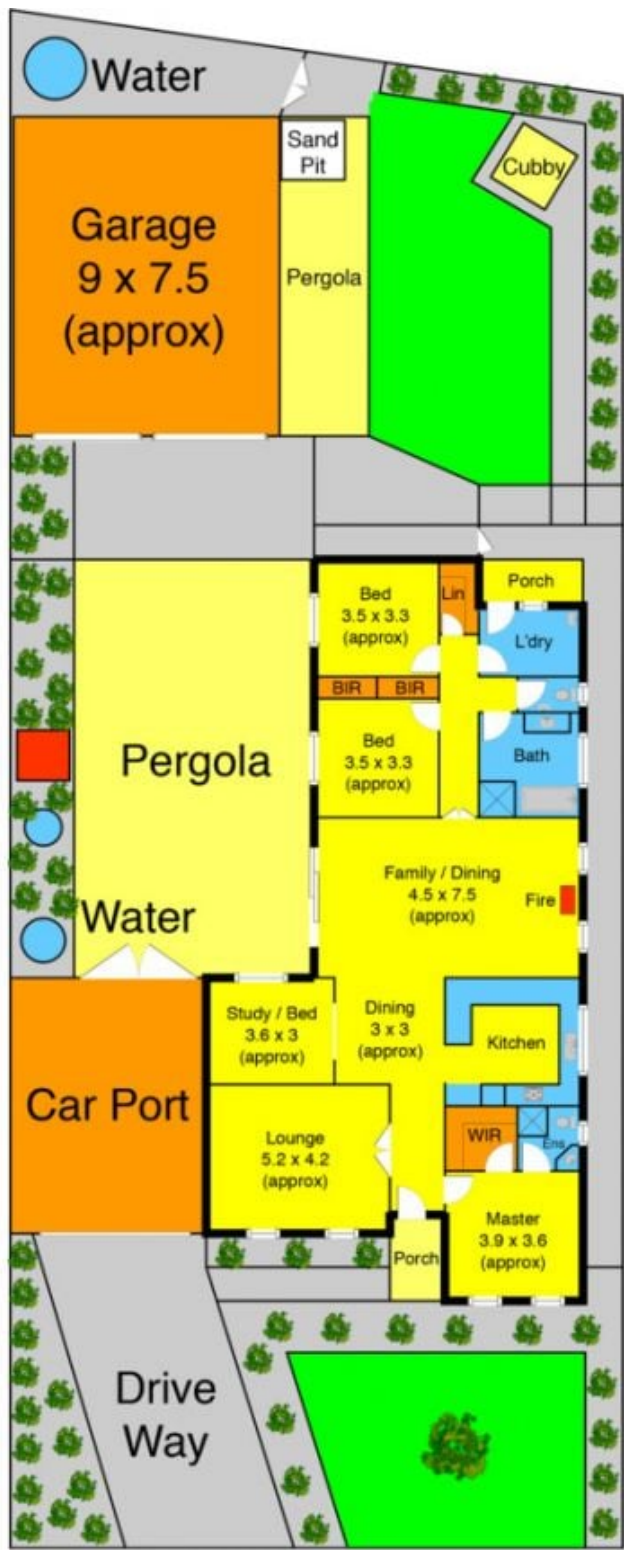 Water
Sand
Pit
Cubby
Garage
9 x 7.5
(approx)
Pergola
Bed
3.5 x 3.3
(approx)
Lin
Porch
L'dry
BIR
BIR
Bed
3.5 x 3.3
(approx)
Bath
Pergola
Family / Dining
4.5 x 7.5
(approx)
Fire
Water
Study / Bed
3.6 x 3
(approx)
Dining
3 x 3
(approx)
Kitchen
Car Port
Lounge
5.2 x 4.2
(approx)
WIR
Ens
Master
3.9 x 3.6
(approx)
Porch
Drive
Way